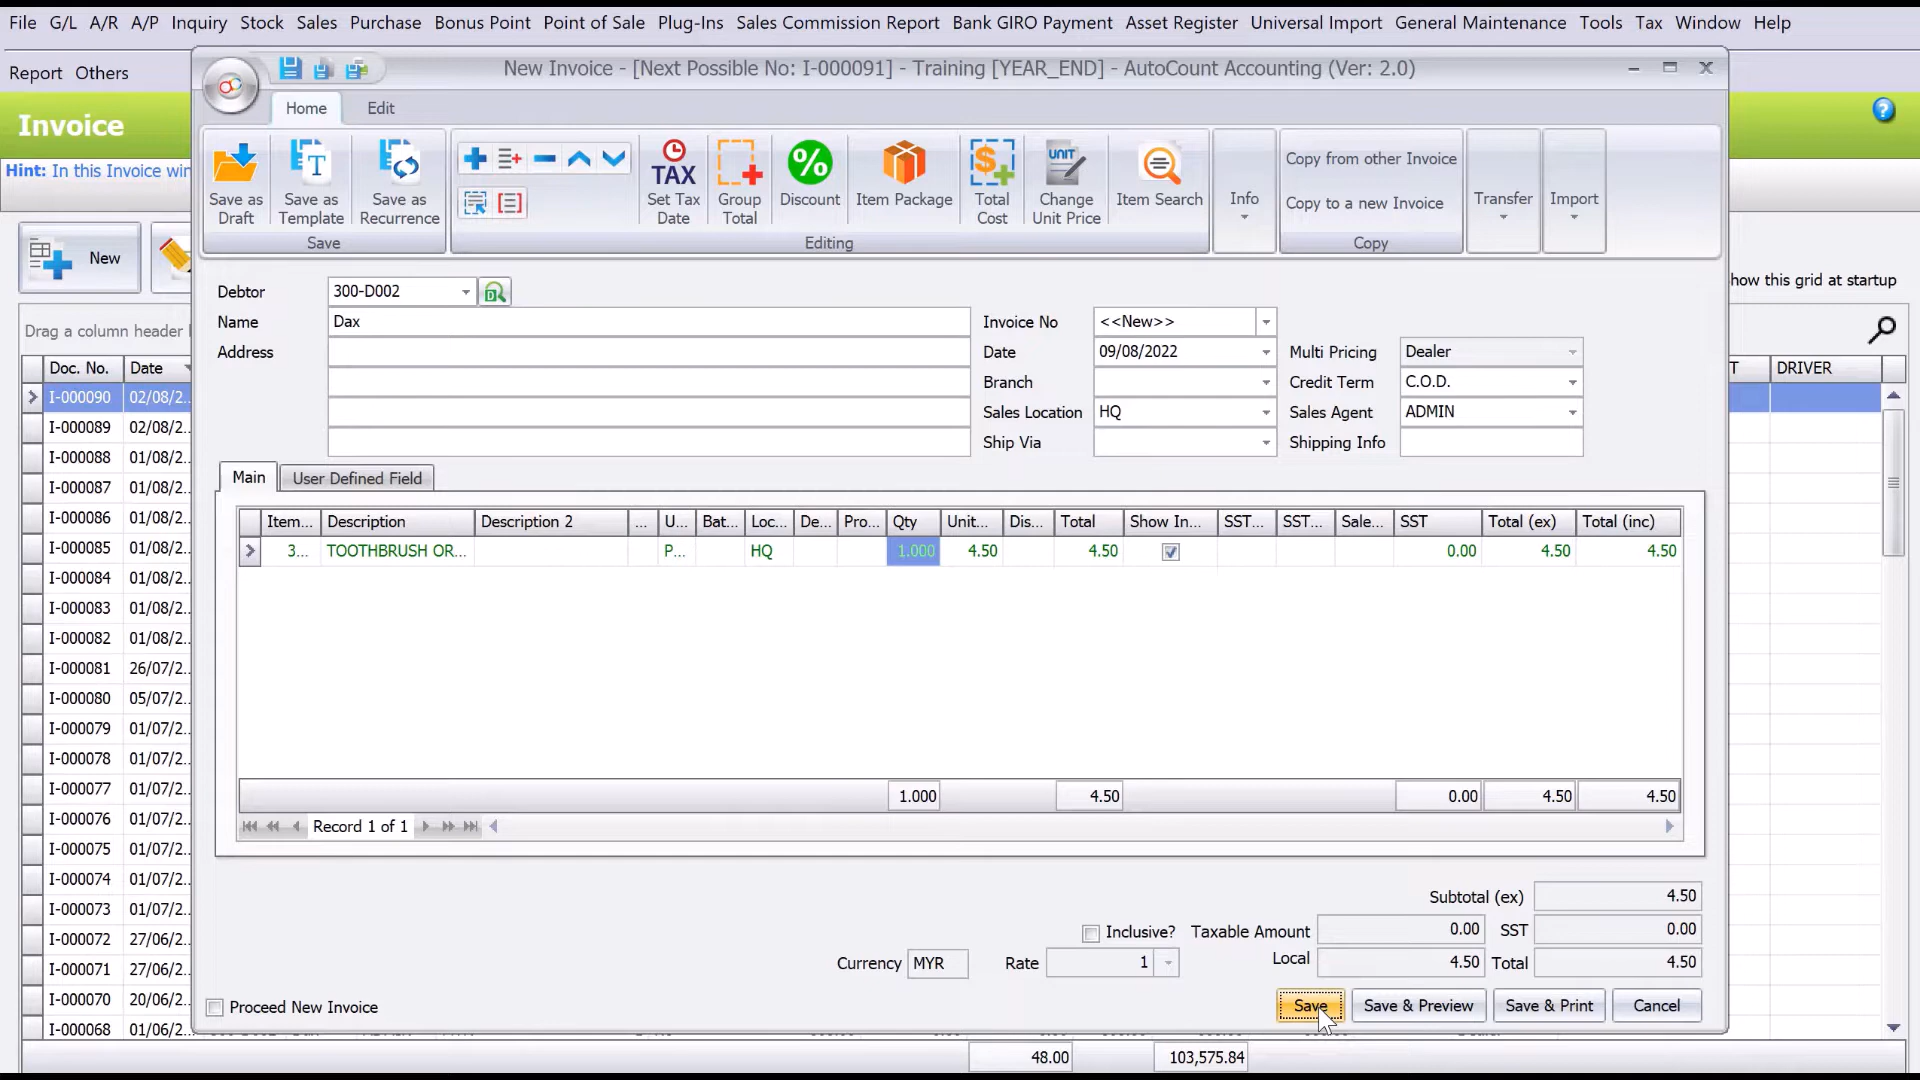 File G/L A/R A/P Inquiry Stock Sales Purchase Bonus Point Point of Sale Plug-Ins Sales Commission Report Bank GIRO Payment Asset Register Universal Import General Maintenance Tools Tax Window Help
Report Others
New Invoice - [Next Possible No: I-000091] - Training [YEAR_END] - AutoCount Accounting (Ver: 2.0)
Home Edit
Invoice
Hint: In this Invoice win
Save as Draft
Save as Template
Save as Recurrence
Save
TAX
Set Tax Date
Group Total
Discount
Item Package
Total Cost
UNIT
Change Unit Price
Item Search
Editing
Info
Copy from other Invoice
Copy to a new Invoice
Copy
Transfer
Import
New
how this grid at startup
Drag a column header
Doc. No. Date
DRIVER
I-000090 02/08/2..
I-000089 02/08/2..
I-000088 01/08/2..
I-000087 01/08/2..
I-000086 01/08/2..
I-000085 01/08/2..
I-000084 01/08/2..
I-000083 01/08/2..
I-000082 01/08/2..
I-000081 26/07/2..
I-000080 05/07/2..
I-000079 01/07/2..
I-000078 01/07/2..
I-000077 01/07/2..
I-000076 01/07/2..
I-000075 01/07/2..
I-000074 01/07/2..
I-000073 01/07/2..
I-000072 27/06/2..
I-000071 27/06/2..
I-000070 20/06/2..
I-000068 01/06/2..
Debtor 300-D002
Name Dax
Address
Invoice No <<New>>
Date 09/08/2022 Multi Pricing Dealer
Branch Credit Term C.O.D.
Sales Location HQ Sales Agent ADMIN
Ship Via Shipping Info
Main User Defined Field
Item... Description Description 2 ... U... Bat... Loc... De... Pro... Qty Unit... Dis... Total Show In... SST... SST... Sale... SST Total (ex) Total (inc)
3... TOOTHBRUSH OR... P... HQ 1.000 4.50 4.50 0.00 4.50 4.50
1.000 4.50 0.00 4.50 4.50
Record 1 of 1
Subtotal (ex) 4.50
Inclusive? Taxable Amount 0.00 SST 0.00
Currency MYR Rate 1 Local 4.50 Total 4.50
Proceed New Invoice
Save Save & Preview Save & Print Cancel
48.00 103,575.84